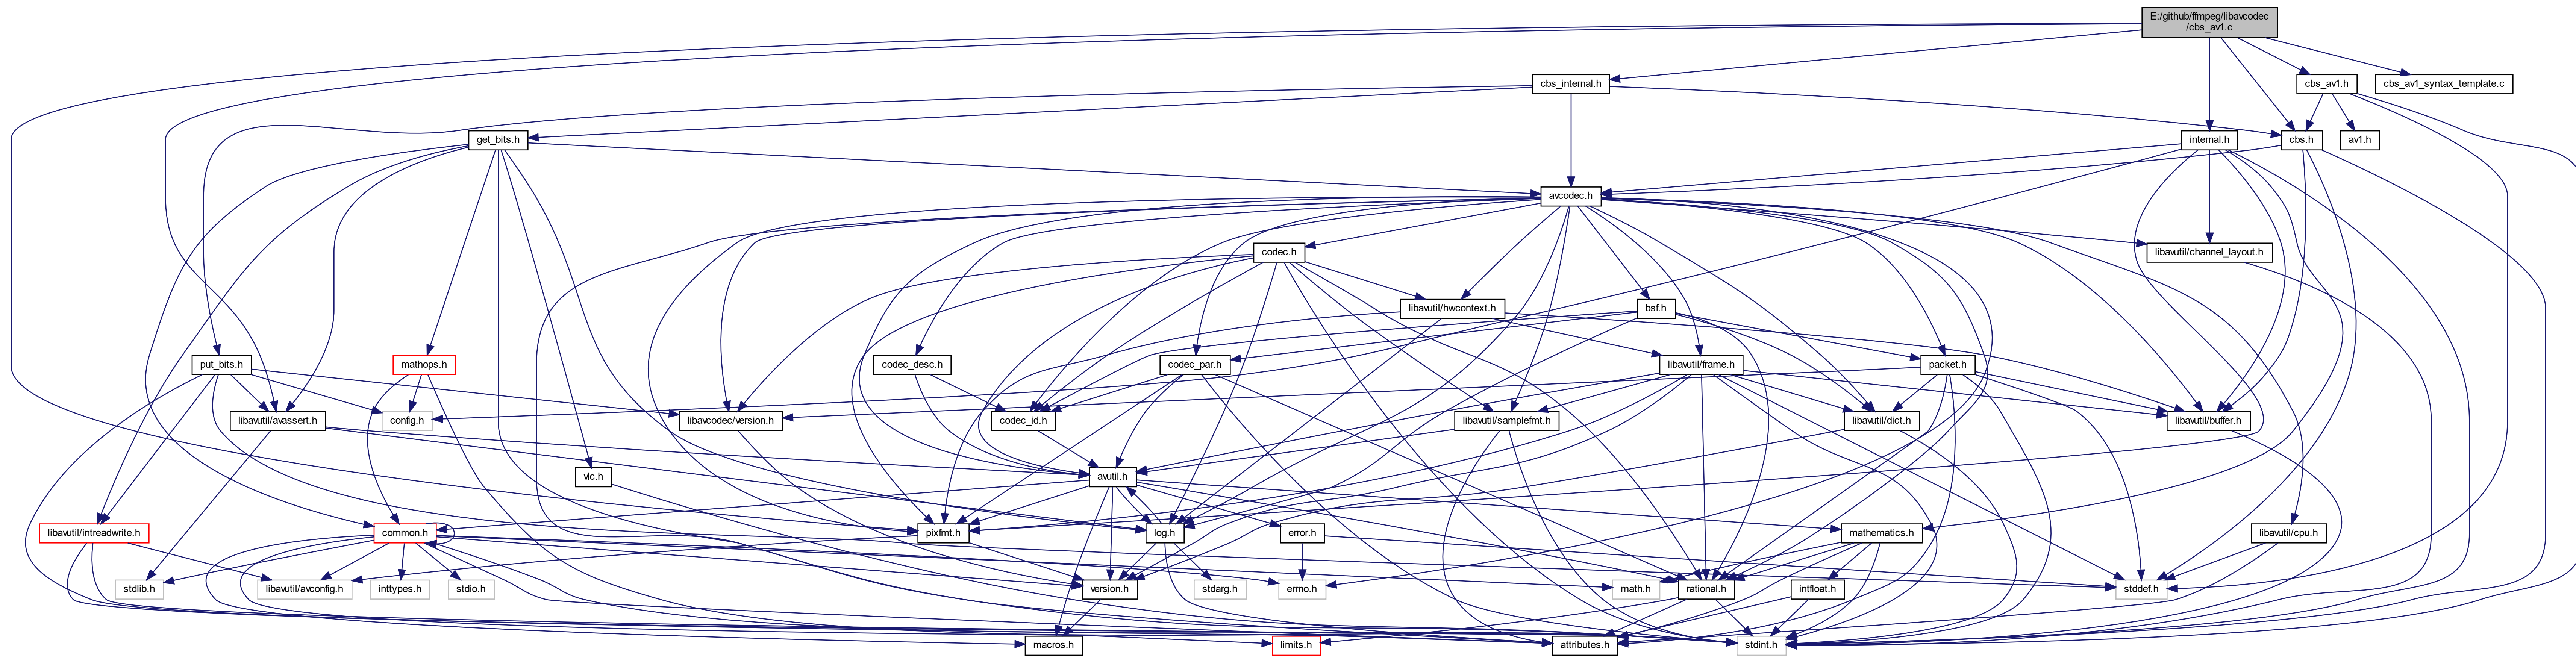 E:/github/ffmpeg/libavcodec
/cbs_av1.c
cbs_internal.h
cbs_av1.h
cbs_av1_syntax_template.c
get_bits.h
internal.h
cbs.h
av1.h
avcodec.h
codec.h
libavutil/channel_layout.h
libavutil/hwcontext.h
bsf.h
put_bits.h
mathops.h
codec_desc.h
codec_par.h
libavutil/frame.h
packet.h
libavutil/avassert.h
config.h
libavcodec/version.h
codec_id.h
libavutil/samplefmt.h
libavutil/dict.h
libavutil/buffer.h
vlc.h
avutil.h
libavutil/intreadwrite.h
common.h
pixfmt.h
log.h
error.h
mathematics.h
libavutil/cpu.h
stdlib.h
libavutil/avconfig.h
inttypes.h
stdio.h
version.h
stdarg.h
errno.h
math.h
rational.h
intfloat.h
stddef.h
macros.h
limits.h
attributes.h
stdint.h